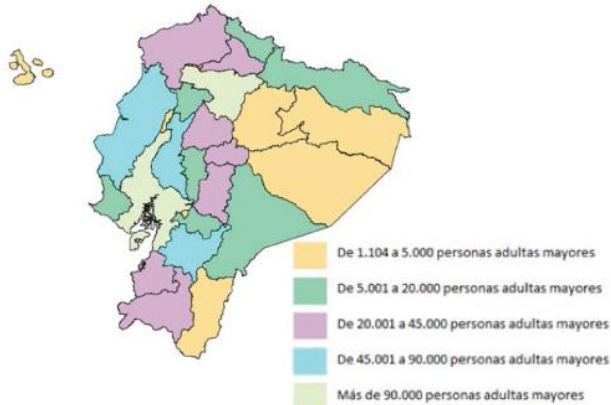 De 1.104 a 5.000 personas adultas mayores
De 5.001 a 20.000 personas adultas mayores
De 20.001 a 45.000 personas adultas mayores
De 45.001 a 90.000 personas adultas mayores
Más de 90.000 personas adultas mayores